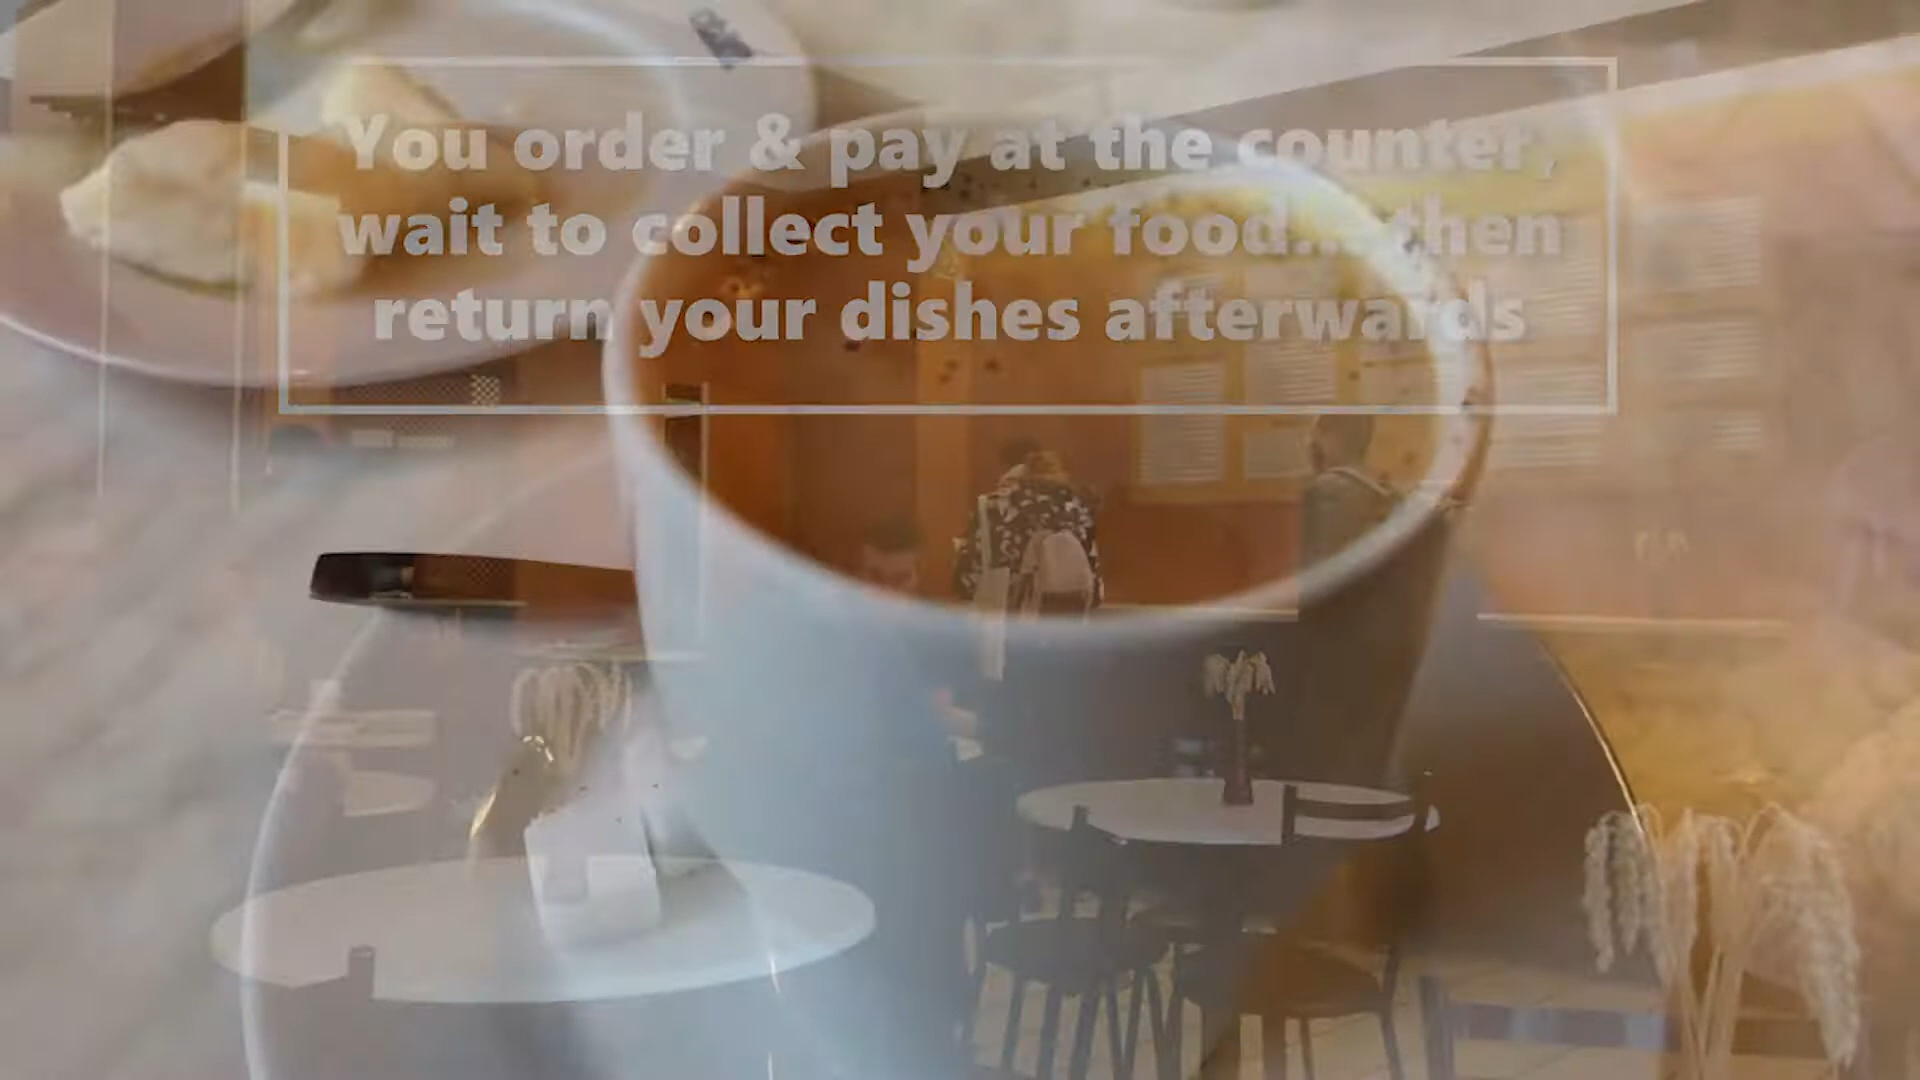 You order & pay at the counter,
wait to collect your food... then
return your dishes afterwards